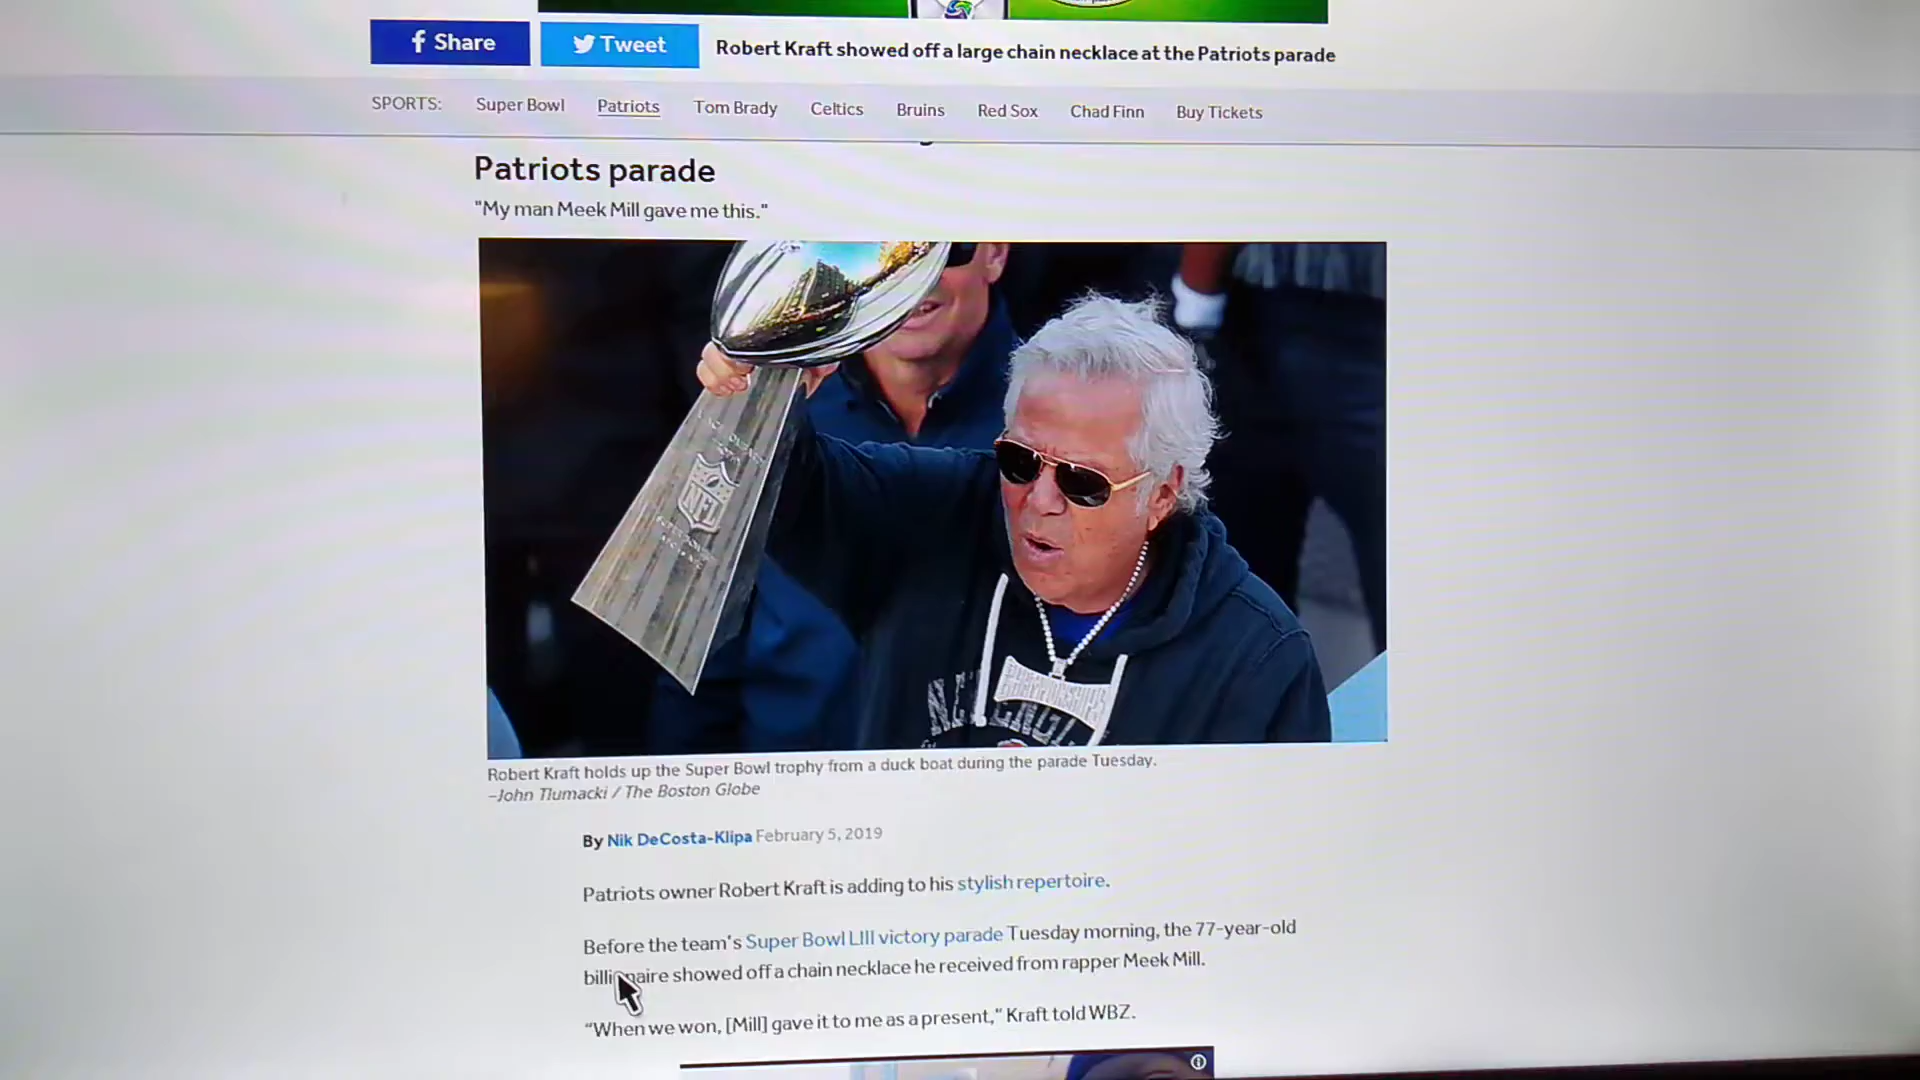 Share
Tweet
Robert Kraft showed off a large chain necklace at the Patriots parade
SPORTS: Super Bowl Patriots Tom Brady Celtics Bruins Red Sox Chad Finn Buy Tickets
Patriots parade
"My man Meek Mill gave me this."
NFL
CHAMPIONSHIPS
NEW ENGL
Robert Kraft holds up the Super Bowl trophy from a duck boat during the parade Tuesday.
–John Tlumacki / The Boston Globe
By Nik DeCosta-Klipa February 5, 2019
Patriots owner Robert Kraft is adding to his stylish repertoire.
Before the team's Super Bowl LIII victory parade Tuesday morning, the 77-year-old
billionaire showed off a chain necklace he received from rapper Meek Mill.
"When we won, [Mill] gave it to me as a present," Kraft told WBZ.